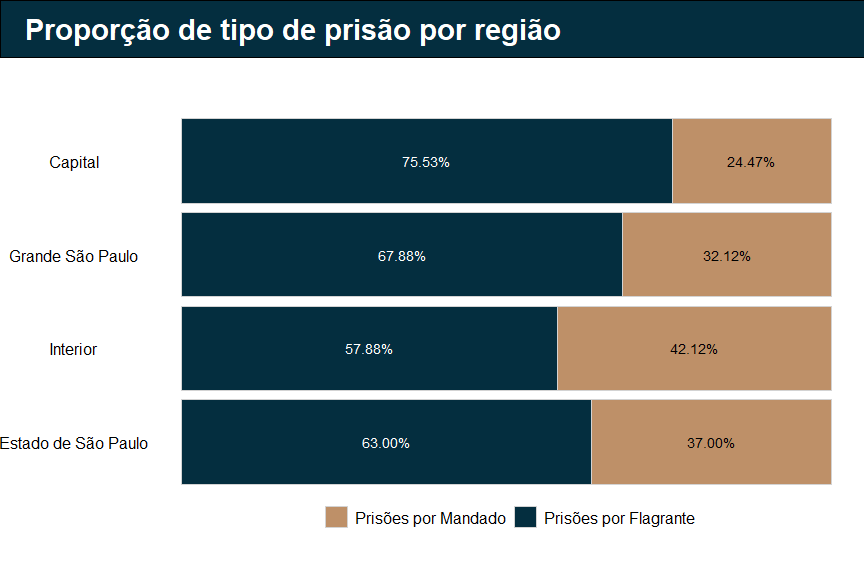 Proporção de tipo de prisão por região
Capital 75.53% 24.47%
Grande São Paulo 67.88% 32.12%
Interior 57.88% 42.12%
Estado de São Paulo 63.00% 37.00%
Prisões por Mandado Prisões por Flagrante